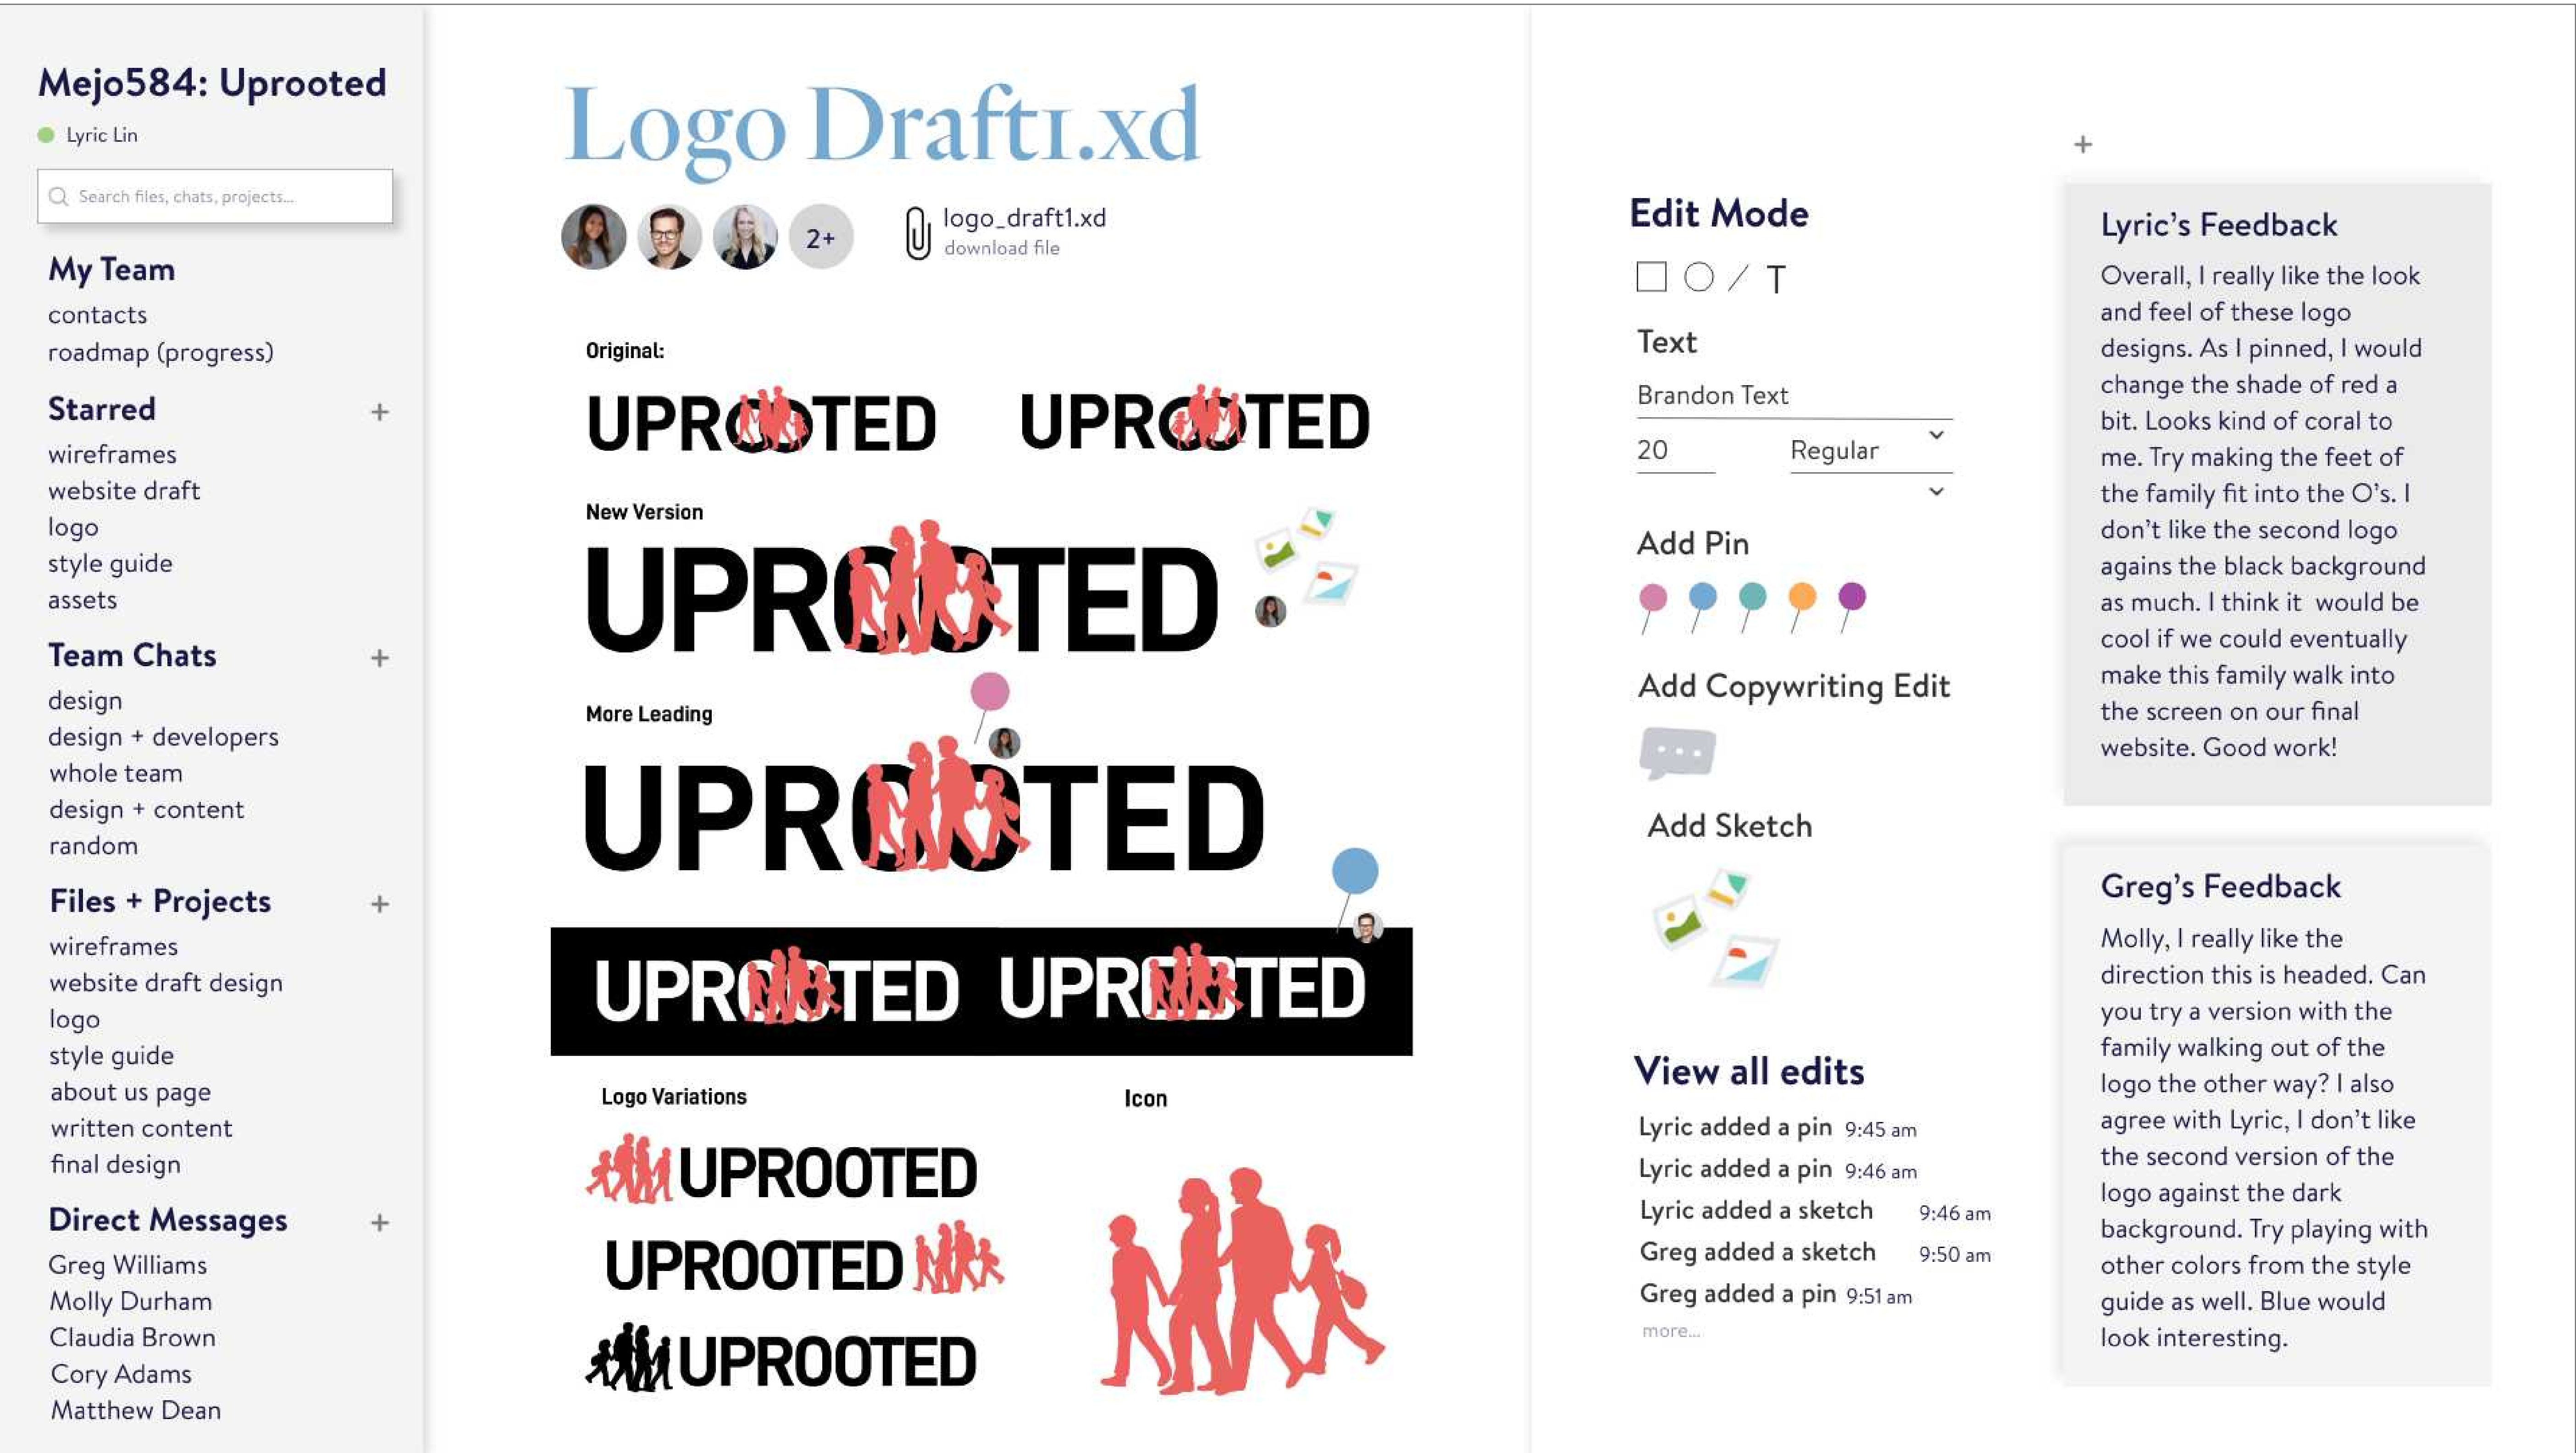 Mejo584: Uprooted
Lyric Lin
Search files, chats, projects...
My Team
contacts
roadmap (progress)
Starred +
wireframes
website draft
logo
style guide
assets
Team Chats +
design
design + developers
whole team
design + content
random
Files + Projects +
wireframes
website draft design
logo
style guide
about us page
written content
final design
Direct Messages +
Greg Williams
Molly Durham
Claudia Brown
Cory Adams
Matthew Dean
Logo Draft1.xd
2+
logo_draft1.xd
download file
Original:
UPROOTED UPROOTED
New Version
UPROOTED
More Leading
UPROOTED
UPROOTED UPROOTED
Logo Variations
UPROOTED
UPROOTED
UPROOTED
Icon
Edit Mode
T
Text
Brandon Text
20 Regular
Add Pin
Add Copywriting Edit
Add Sketch
View all edits
Lyric added a pin 9:45 am
Lyric added a pin 9:46 am
Lyric added a sketch 9:46 am
Greg added a sketch 9:50 am
Greg added a pin 9:51 am
more...
+
Lyric's Feedback
Overall, I really like the look
and feel of these logo
designs. As I pinned, I would
change the shade of red a
bit. Looks kind of coral to
me. Try making the feet of
the family fit into the O's. I
don't like the second logo
agains the black background
as much. I think it would be
cool if we could eventually
make this family walk into
the screen on our final
website. Good work!
Greg's Feedback
Molly, I really like the
direction this is headed. Can
you try a version with the
family walking out of the
logo the other way? I also
agree with Lyric, I don't like
the second version of the
logo against the dark
background. Try playing with
other colors from the style
guide as well. Blue would
look interesting.